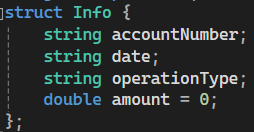 struct Info {
    string accountNumber;
    string date;
    string operationType;
    double amount = 0;
};